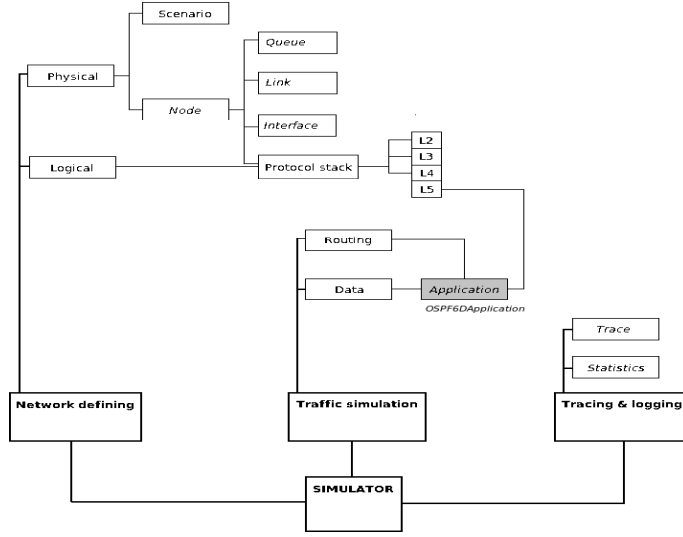 Scenario
Queue
Physical
Link
Node
Interface
L2
L3
Logical
Protocol stack
L4
L5
Routing
Data
Application
OSPF6DApplication
Trace
Statistics
Network defining
Traffic simulation
Tracing & logging
SIMULATOR